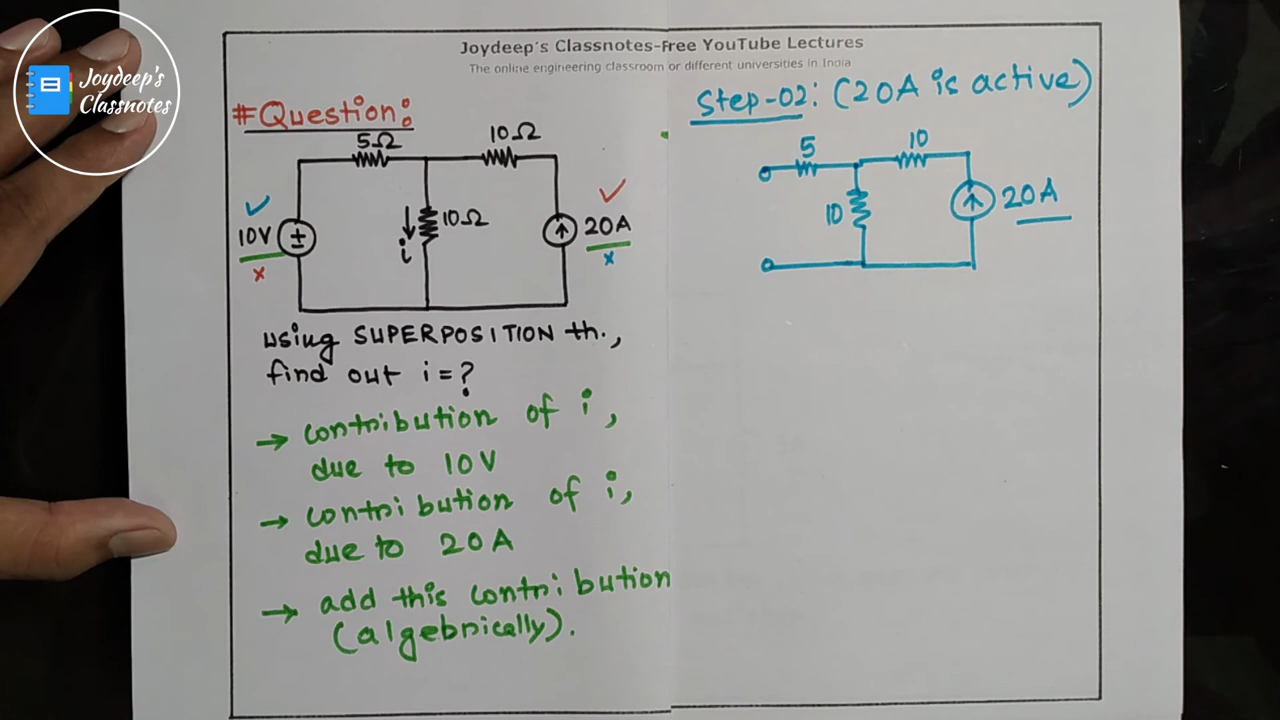 Joydeep's
Classnotes
Joydeep's Classnotes-Free YouTube Lectures
The online engineering classroom or different universities in India
#Question:
5Ω
10Ω
10V
±
10Ω
i
20A
x
x
using SUPERPOSITION th.,
find out i=?
→ contribution of i,
due to 10V
→ contribution of i,
due to 20A
→ add this contribution
(algebrically).
Step-02: (20A is active)
5
10
10
20A